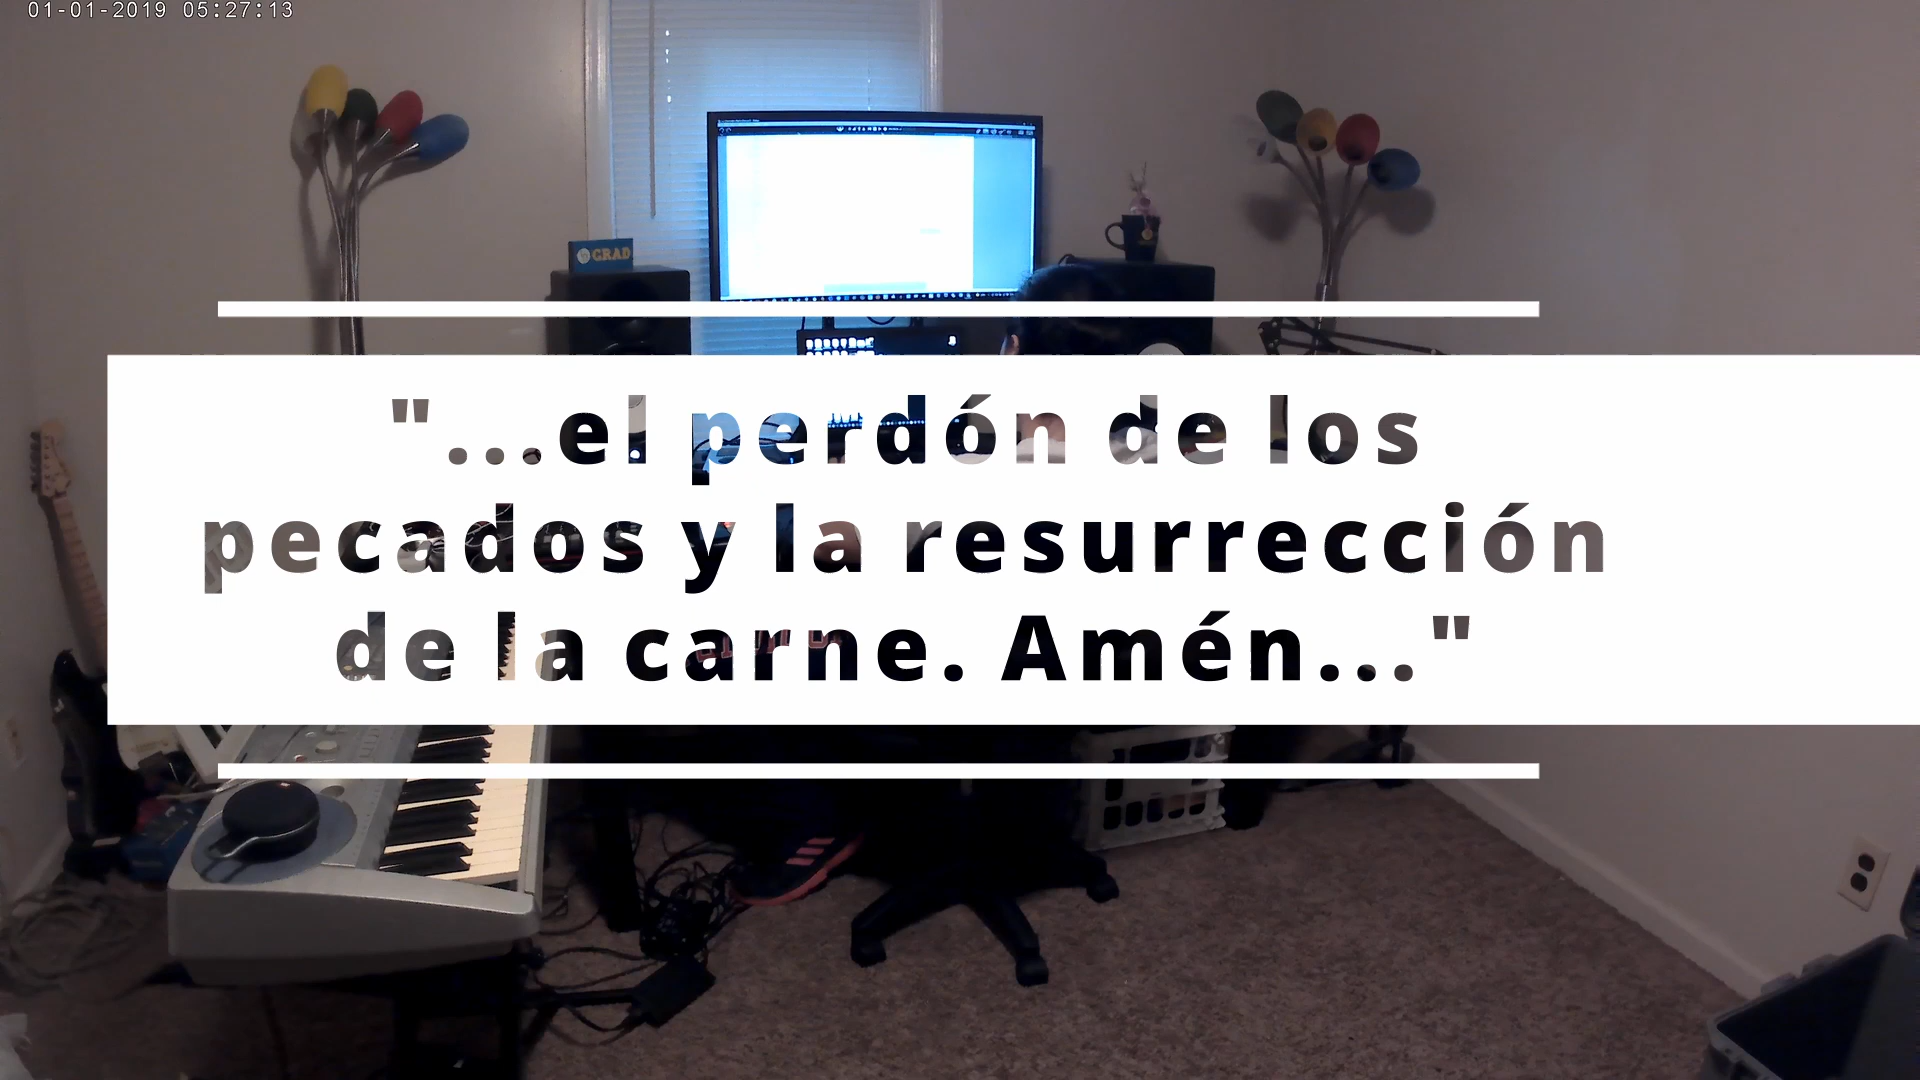 01-01-2019 05:27:13
GRAD
"...el perdón de los
pecados y la resurrección
de la carne. Amén..."